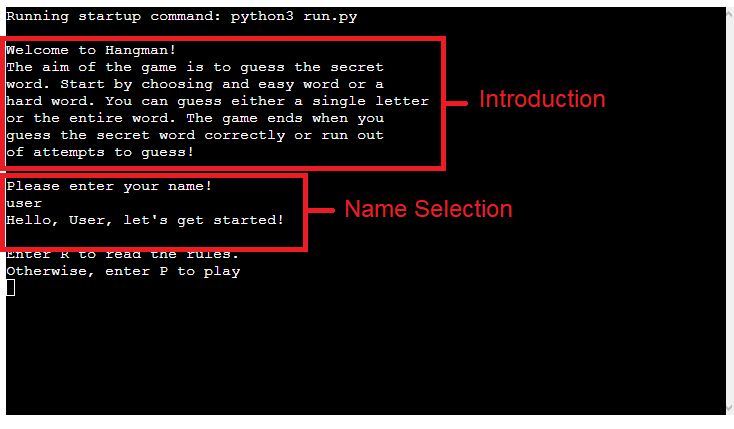 Running startup command: python3 run.py
Welcome to Hangman!
The aim of the game is to guess the secret
word. Start by choosing and easy word or a
hard word. You can guess either a single letter
or the entire word. The game ends when you
guess the secret word correctly or run out
of attempts to guess!
Introduction
Please enter your name!
user
Hello, User, let's get started!
Name Selection
Enter R to read the rules.
Otherwise, enter P to play